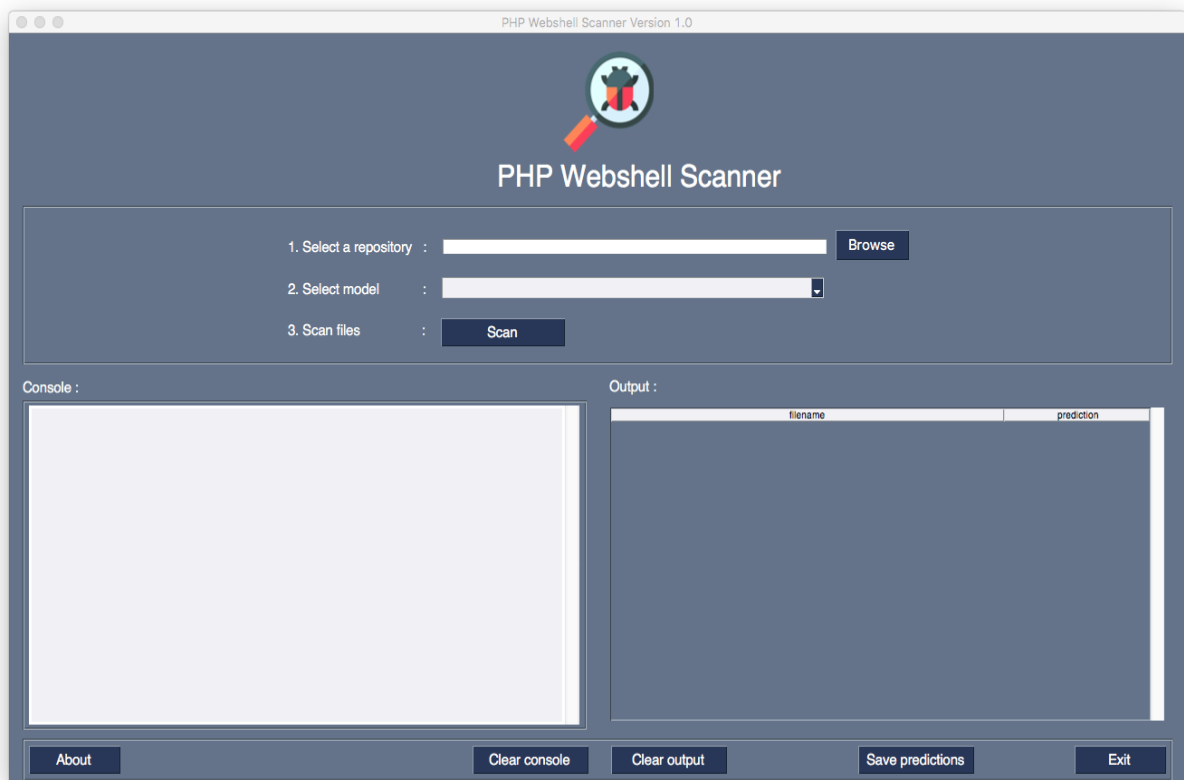 PHP Webshell Scanner Version 1.0
PHP Webshell Scanner
1. Select a repository : Browse
2. Select model :
3. Scan files : Scan
Console :
Output :
filename prediction
About Clear console Clear output Save predictions Exit